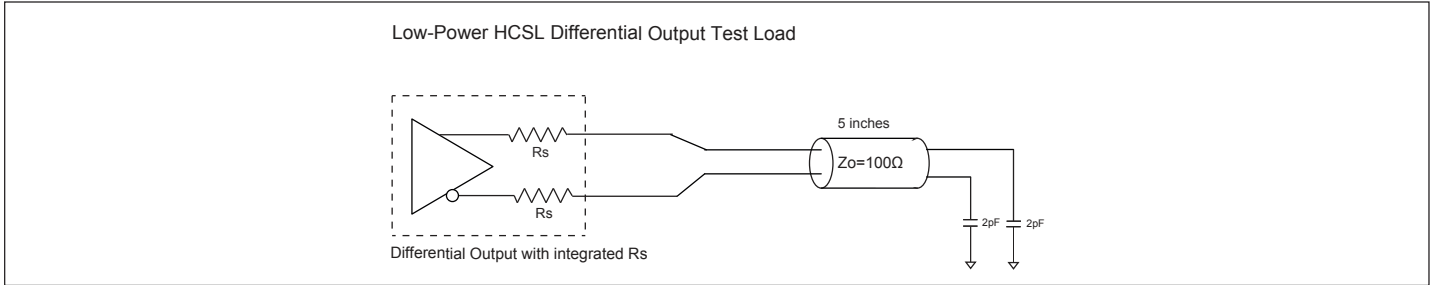 Low-Power HCSL Differential Output Test Load
5 inches
Rs
Zo=100Ω
Rs
2pF
2pF
Differential Output with integrated Rs